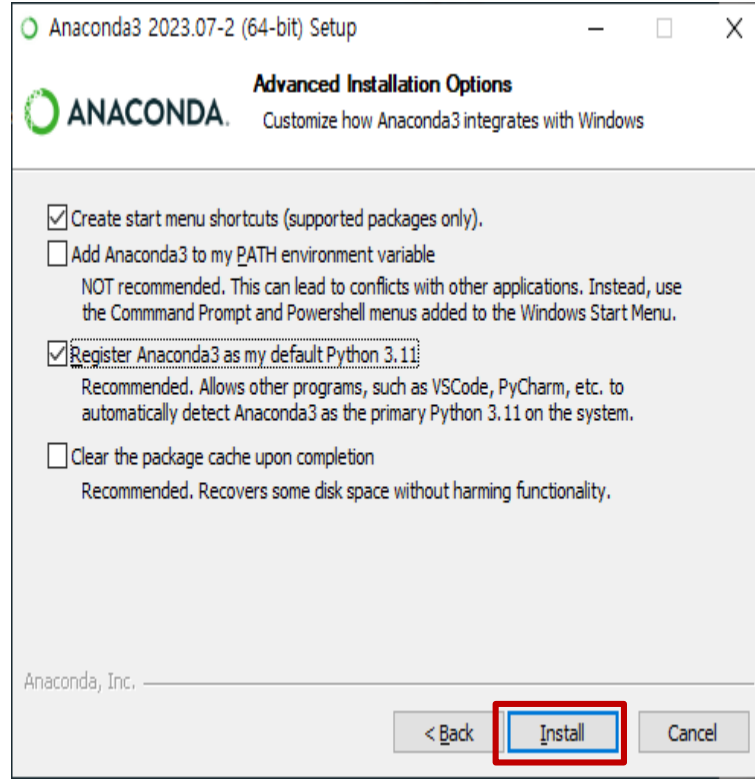 Anaconda3 2023.07-2 (64-bit) Setup
ANACONDA.
Advanced Installation Options
Customize how Anaconda3 integrates with Windows
Create start menu shortcuts (supported packages only).
Add Anaconda3 to my PATH environment variable
NOT recommended. This can lead to conflicts with other applications. Instead, use
the Commmand Prompt and Powershell menus added to the Windows Start Menu.
Register Anaconda3 as my default Python 3.11
Recommended. Allows other programs, such as VSCode, PyCharm, etc. to
automatically detect Anaconda3 as the primary Python 3.11 on the system.
Clear the package cache upon completion
Recommended. Recovers some disk space without harming functionality.
Anaconda, Inc.
< Back
Install
Cancel